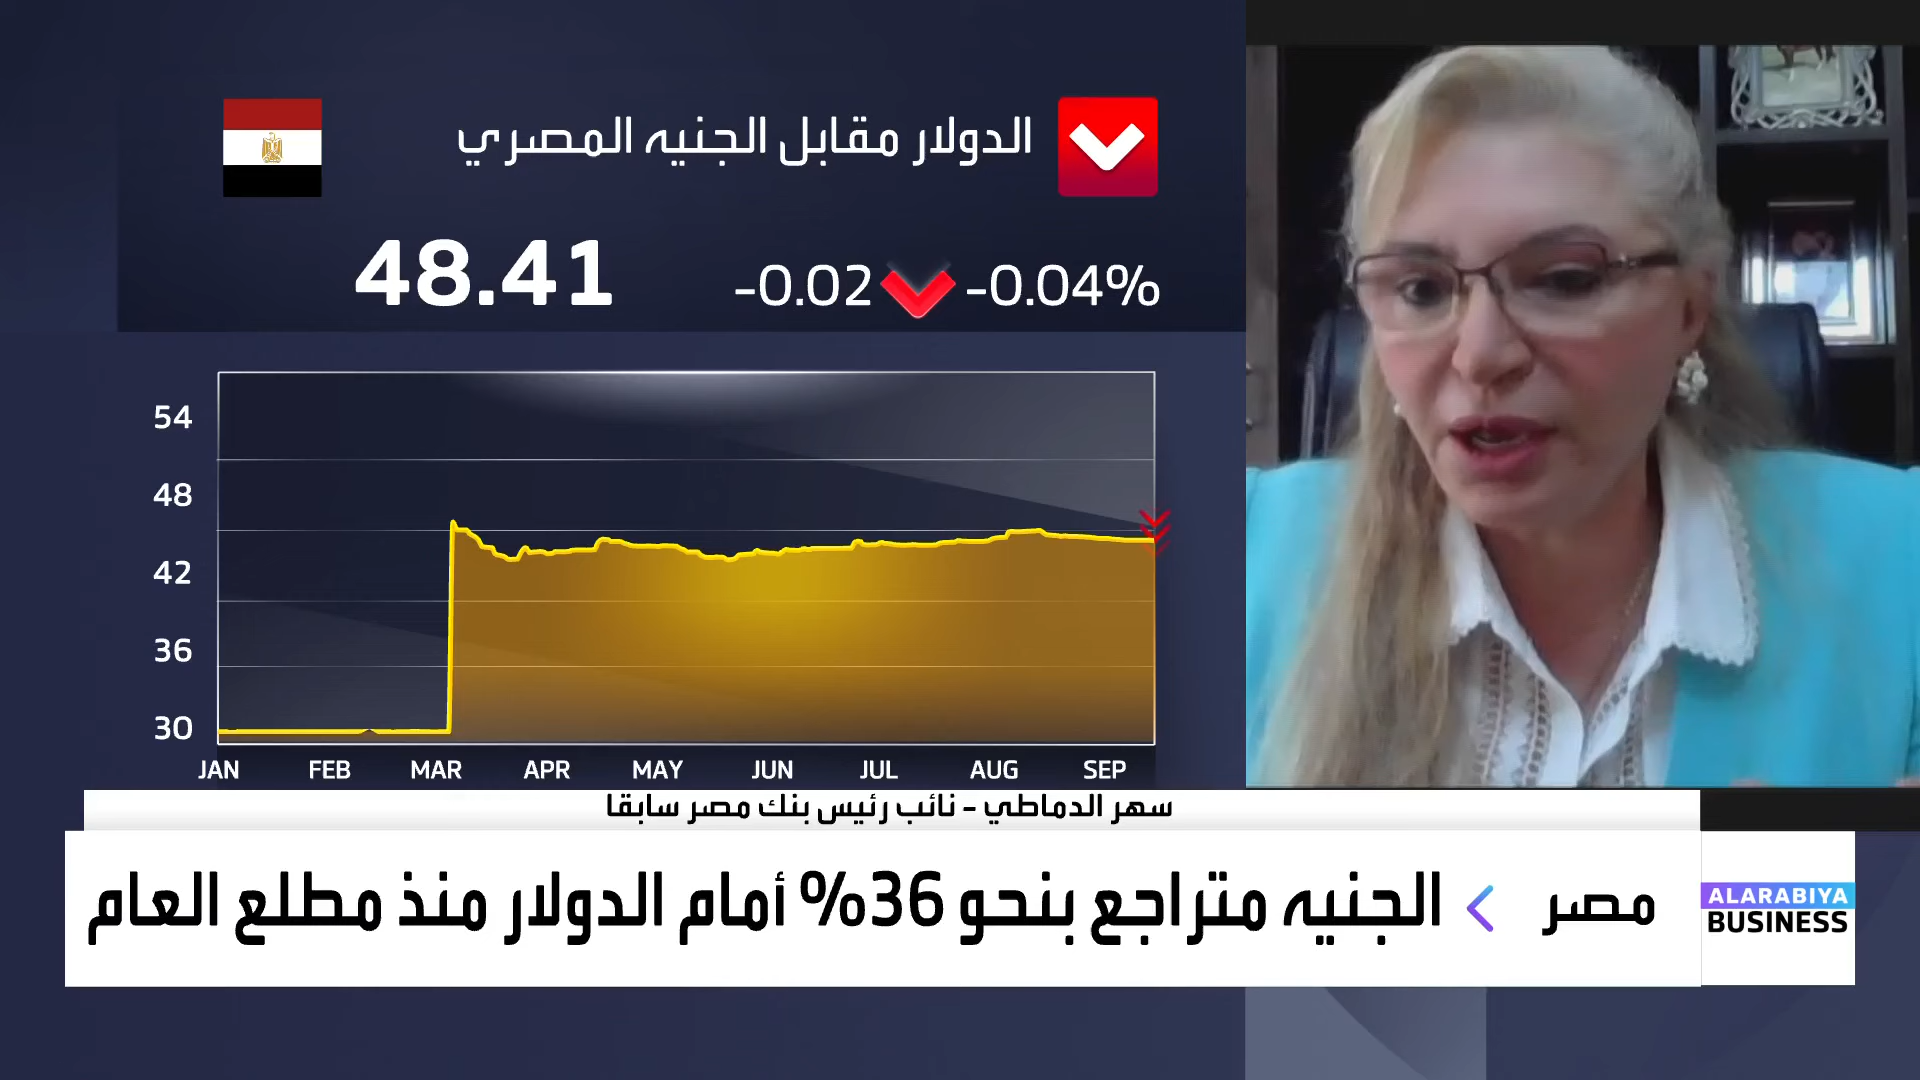 الدولار مقابل الجنيه المصري
48.41
-0.02
-0.04%
54
48
42
36
30
JAN FEB MAR APR MAY JUN JUL AUG SEP
سهر الدماطي - نائب رئيس بنك مصر سابقا
مصر
الجنيه متراجع بنحو 36% أمام الدولار منذ مطلع العام
ALARABIYA
BUSINESS